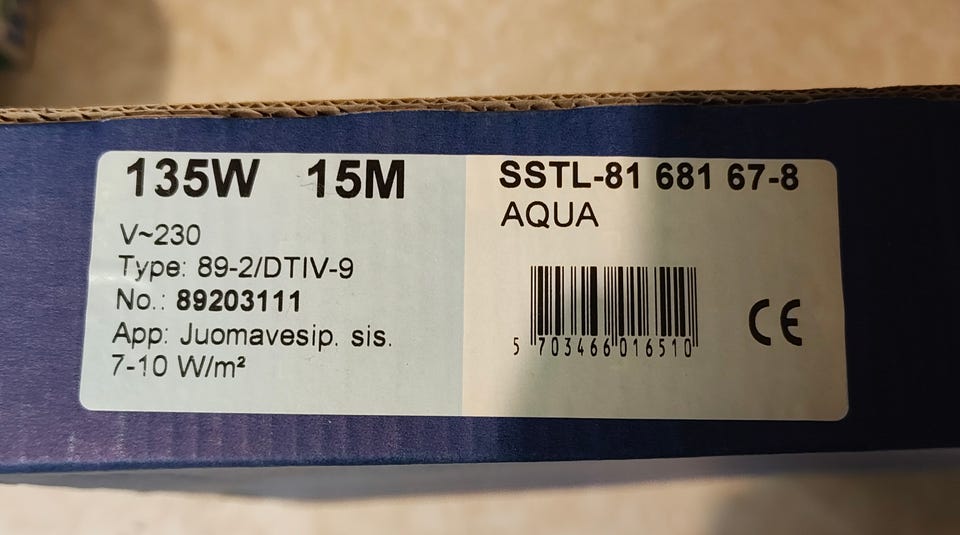 135W 15M
V~230
Type: 89-2/DTIV-9
No.: 89203111
App: Juomavesip. sis.
7-10 W/m²
SSTL-81 681 67-8
AQUA
5 703466 016510
CE